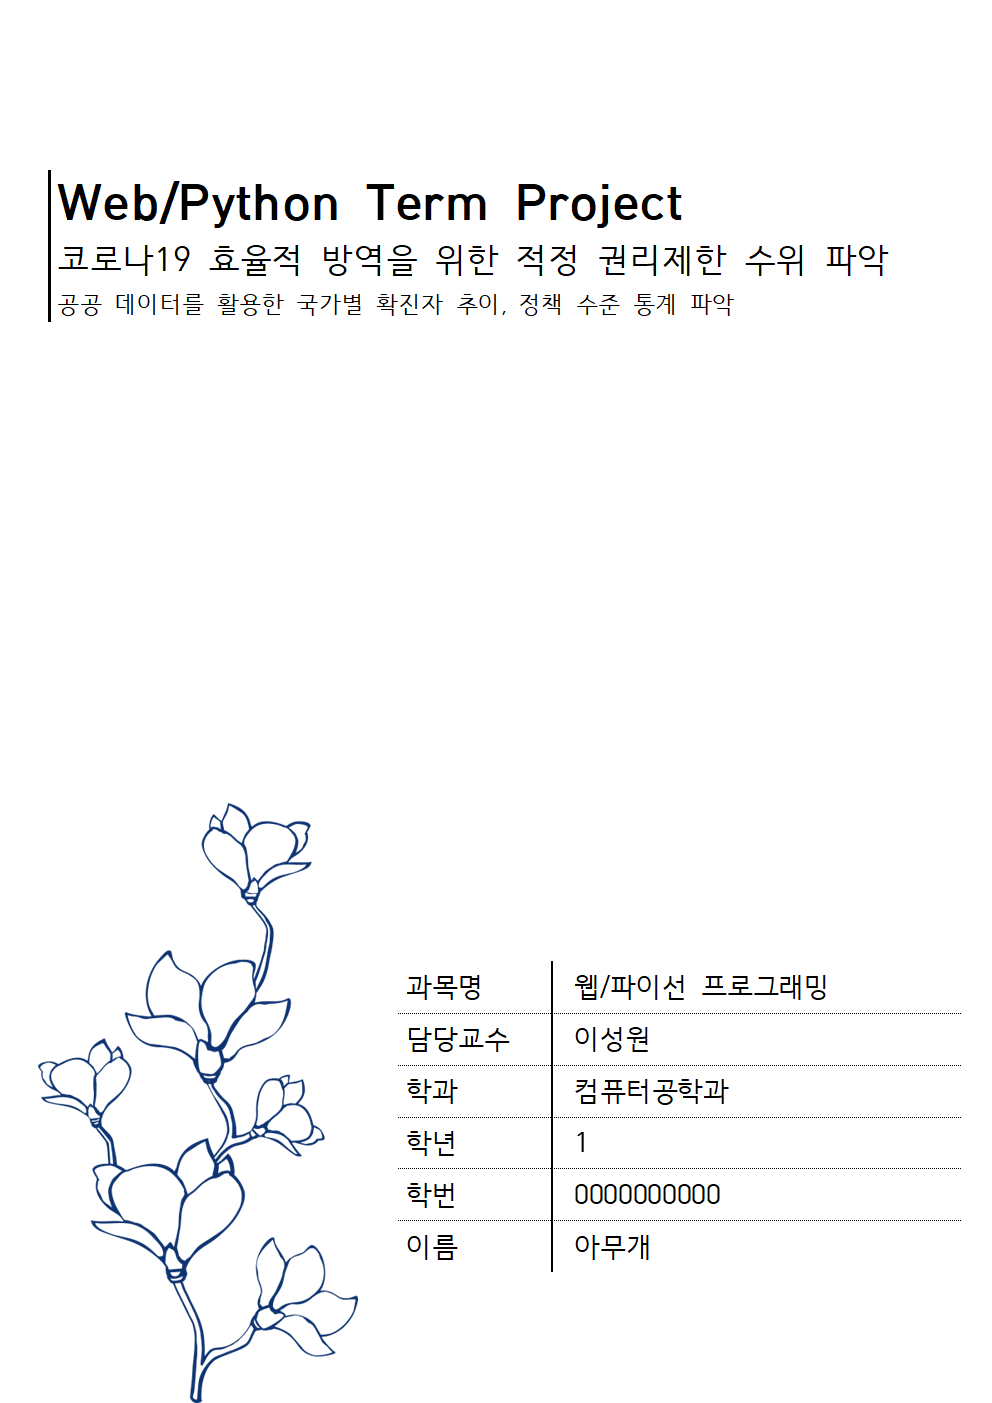 Web/Python Term Project
코로나19 효율적 방역을 위한 적정 권리제한 수위 파악
공공 데이터를 활용한 국가별 확진자 추이, 정책 수준 통계 파악
과목명 웹/파이선 프로그래밍
담당교수 이성원
학과 컴퓨터공학과
학년 1
학번 0000000000
이름 아무개